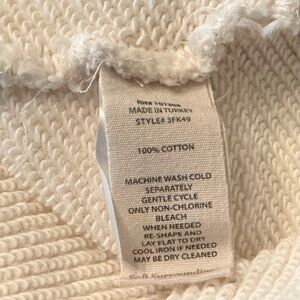 MADE IN TURKEY
STYLE# 3FK49
100% COTTON
MACHINE WASH COLD
SEPARATELY
GENTLE CYCLE
ONLY NON-CHLORINE
BLEACH
WHEN NEEDED
RE-SHAPE AND
LAY FLAT TO DRY
COOL IRON IF NEEDED
MAY BE DRY CLEANED
Soft Surroundings